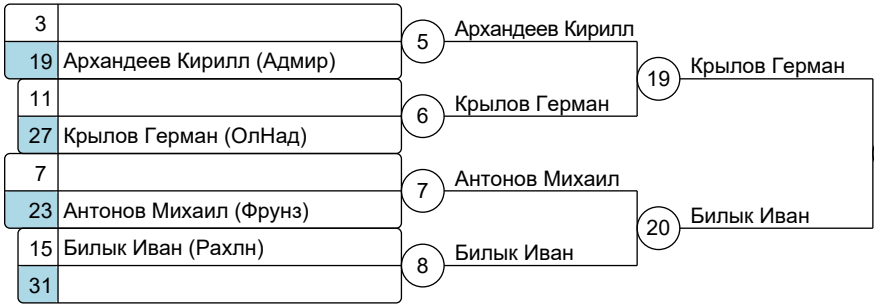 3
5
Архандеев Кирилл
19 Архандеев Кирилл (Адмир)
19
Крылов Герман
11
6
Крылов Герман
27 Крылов Герман (ОлНад)
7
7
Антонов Михаил
23 Антонов Михаил (Фрунз)
20
Билык Иван
15 Билык Иван (Рахлн)
8
Билык Иван
31